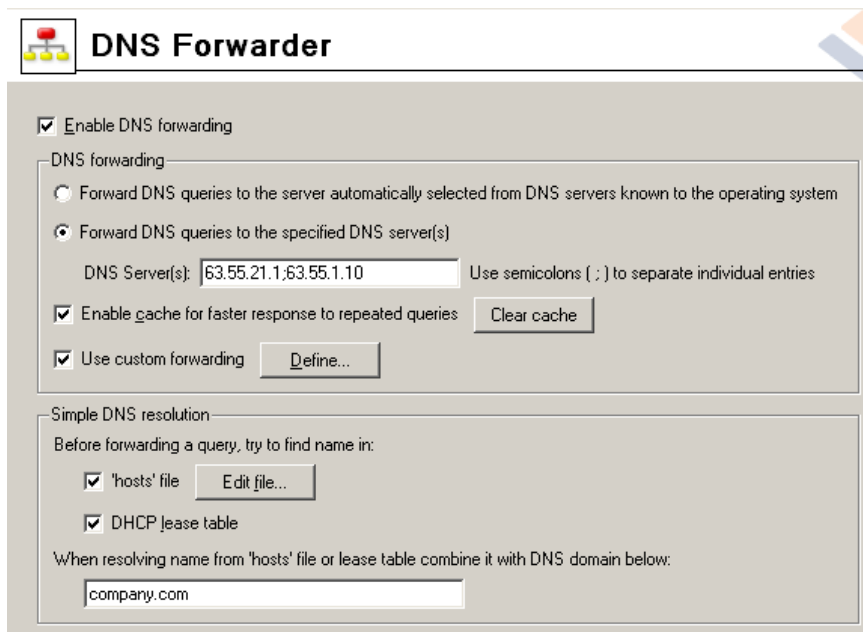 DNS Forwarder
Enable DNS forwarding
DNS forwarding
Forward DNS queries to the server automatically selected from DNS servers known to the operating system
Forward DNS queries to the specified DNS server(s)
DNS Server(s): 63.55.21.1;63.55.1.10 Use semicolons ( ; ) to separate individual entries
Enable cache for faster response to repeated queries Clear cache
Use custom forwarding Define...
Simple DNS resolution
Before forwarding a query, try to find name in:
'hosts' file Edit file...
DHCP lease table
When resolving name from 'hosts' file or lease table combine it with DNS domain below:
company.com